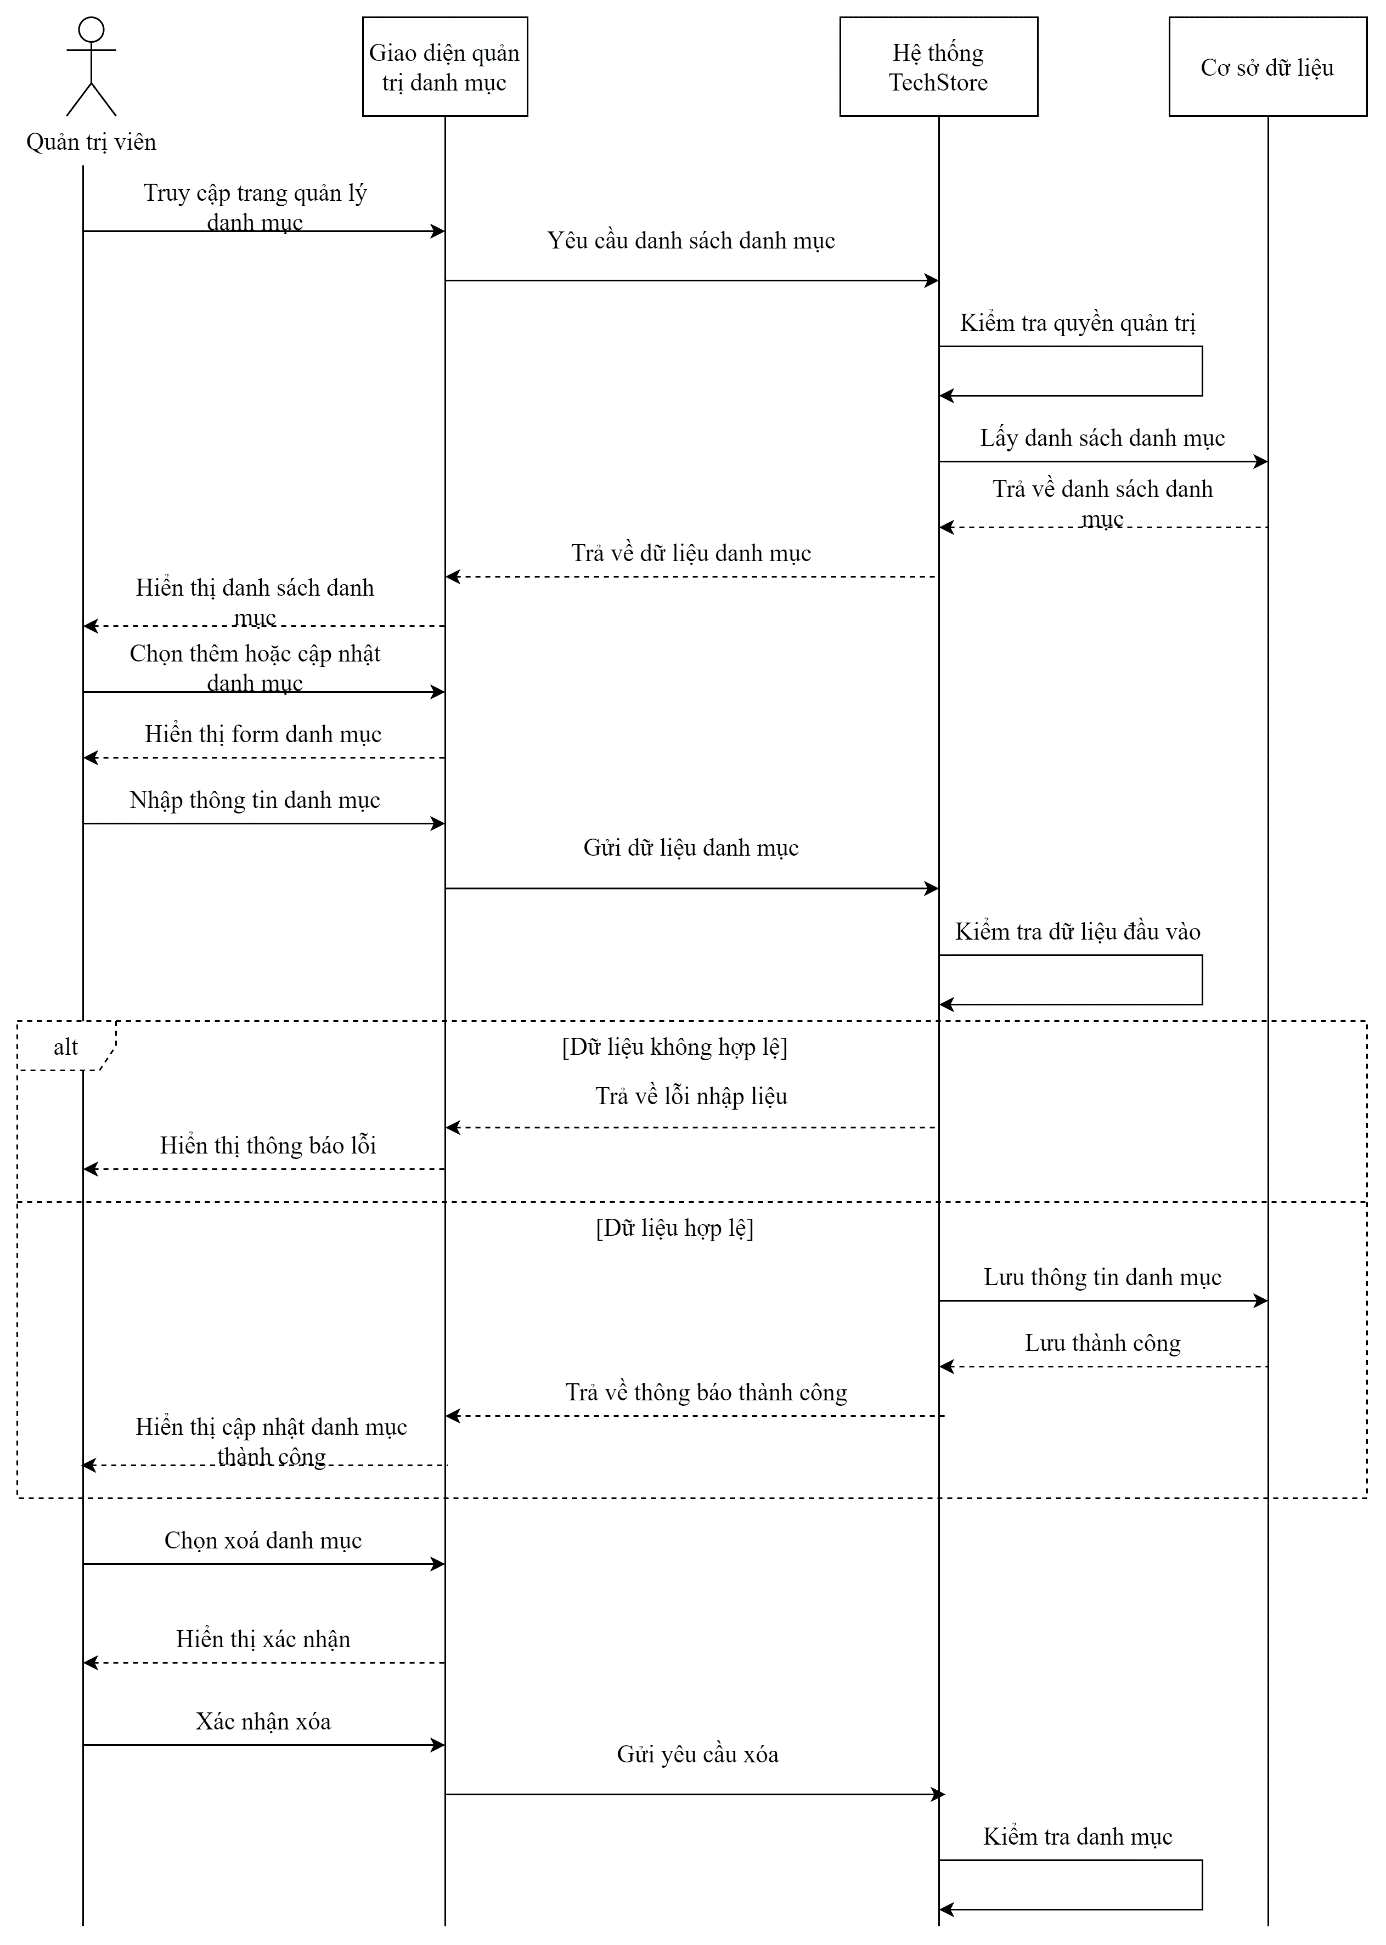 Quản trị viên
Giao diện quản
trị danh mục
Hệ thống
TechStore
Cơ sở dữ liệu
Truy cập trang quản lý
danh mục
Yêu cầu danh sách danh mục
Kiểm tra quyền quản trị
Lấy danh sách danh mục
Trả về danh sách danh
mục
Trả về dữ liệu danh mục
Hiển thị danh sách danh
mục
Chọn thêm hoặc cập nhật
danh mục
Hiển thị form danh mục
Nhập thông tin danh mục
Gửi dữ liệu danh mục
Kiểm tra dữ liệu đầu vào
alt
[Dữ liệu không hợp lệ]
Trả về lỗi nhập liệu
Hiển thị thông báo lỗi
[Dữ liệu hợp lệ]
Lưu thông tin danh mục
Lưu thành công
Trả về thông báo thành công
Hiển thị cập nhật danh mục
thành công
Chọn xoá danh mục
Hiển thị xác nhận
Xác nhận xóa
Gửi yêu cầu xóa
Kiểm tra danh mục